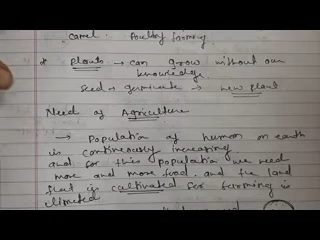 camel Poultry farming
* Plants → can grow without our
knowledge.
Seed → germinate → new plant
Need of Agriculture
→ Population of human on earth
is continuously increasing
and for this population we need
more and more food. and the land
that is cultivated for farming is
limited